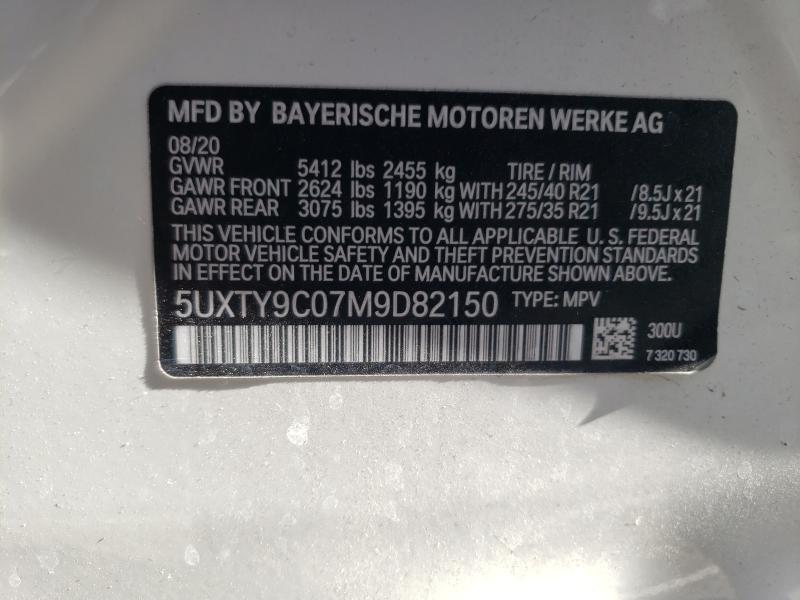 MFD BY BAYERISCHE MOTOREN WERKE AG
08/20
GVWR 5412 lbs 2455 kg TIRE / RIM
GAWR FRONT 2624 lbs 1190 kg WITH 245/40 R21 /8.5J x 21
GAWR REAR 3075 lbs 1395 kg WITH 275/35 R21 /9.5J x 21
THIS VEHICLE CONFORMS TO ALL APPLICABLE U. S. FEDERAL
MOTOR VEHICLE SAFETY AND THEFT PREVENTION STANDARDS
IN EFFECT ON THE DATE OF MANUFACTURE SHOWN ABOVE.
5UXTY9C07M9D82150 TYPE: MPV
300U
7 320 730